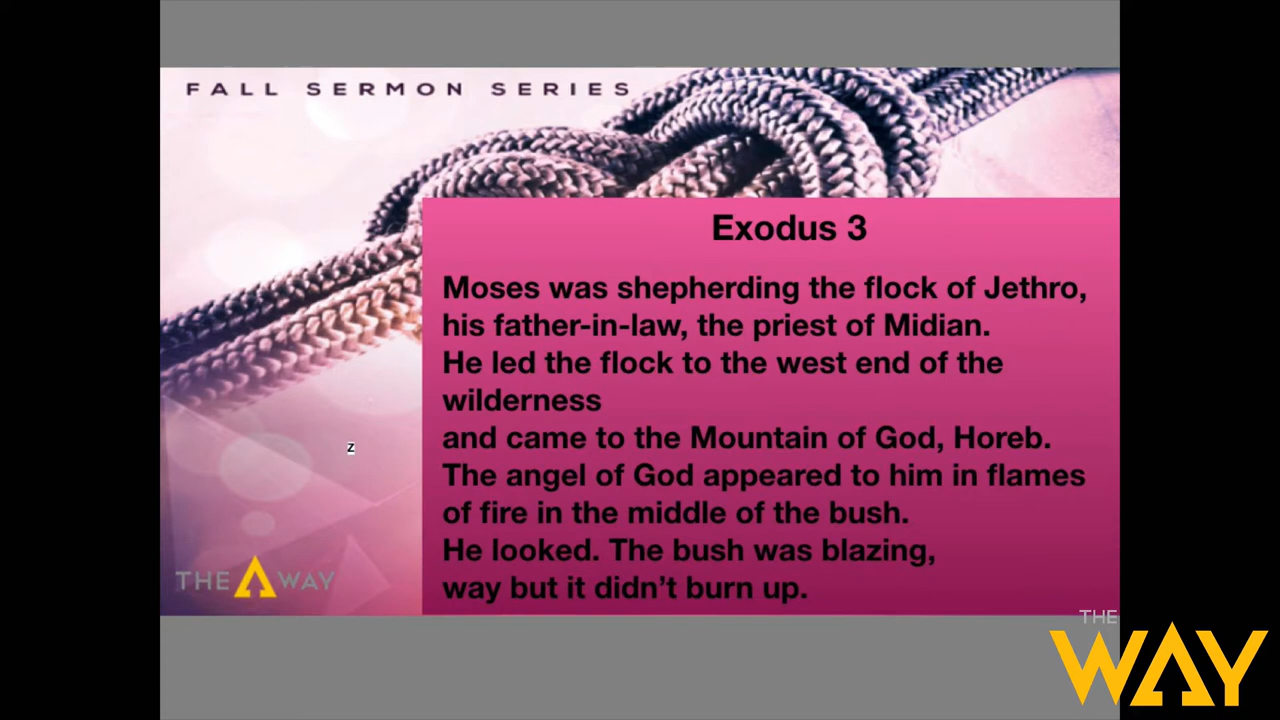 FALL SERMON SERIES
Exodus 3
Moses was shepherding the flock of Jethro,
his father-in-law, the priest of Midian.
He led the flock to the west end of the
wilderness
and came to the Mountain of God, Horeb.
The angel of God appeared to him in flames
of fire in the middle of the bush.
He looked. The bush was blazing,
way but it didn't burn up.
z
THE WAY
THE
WAY